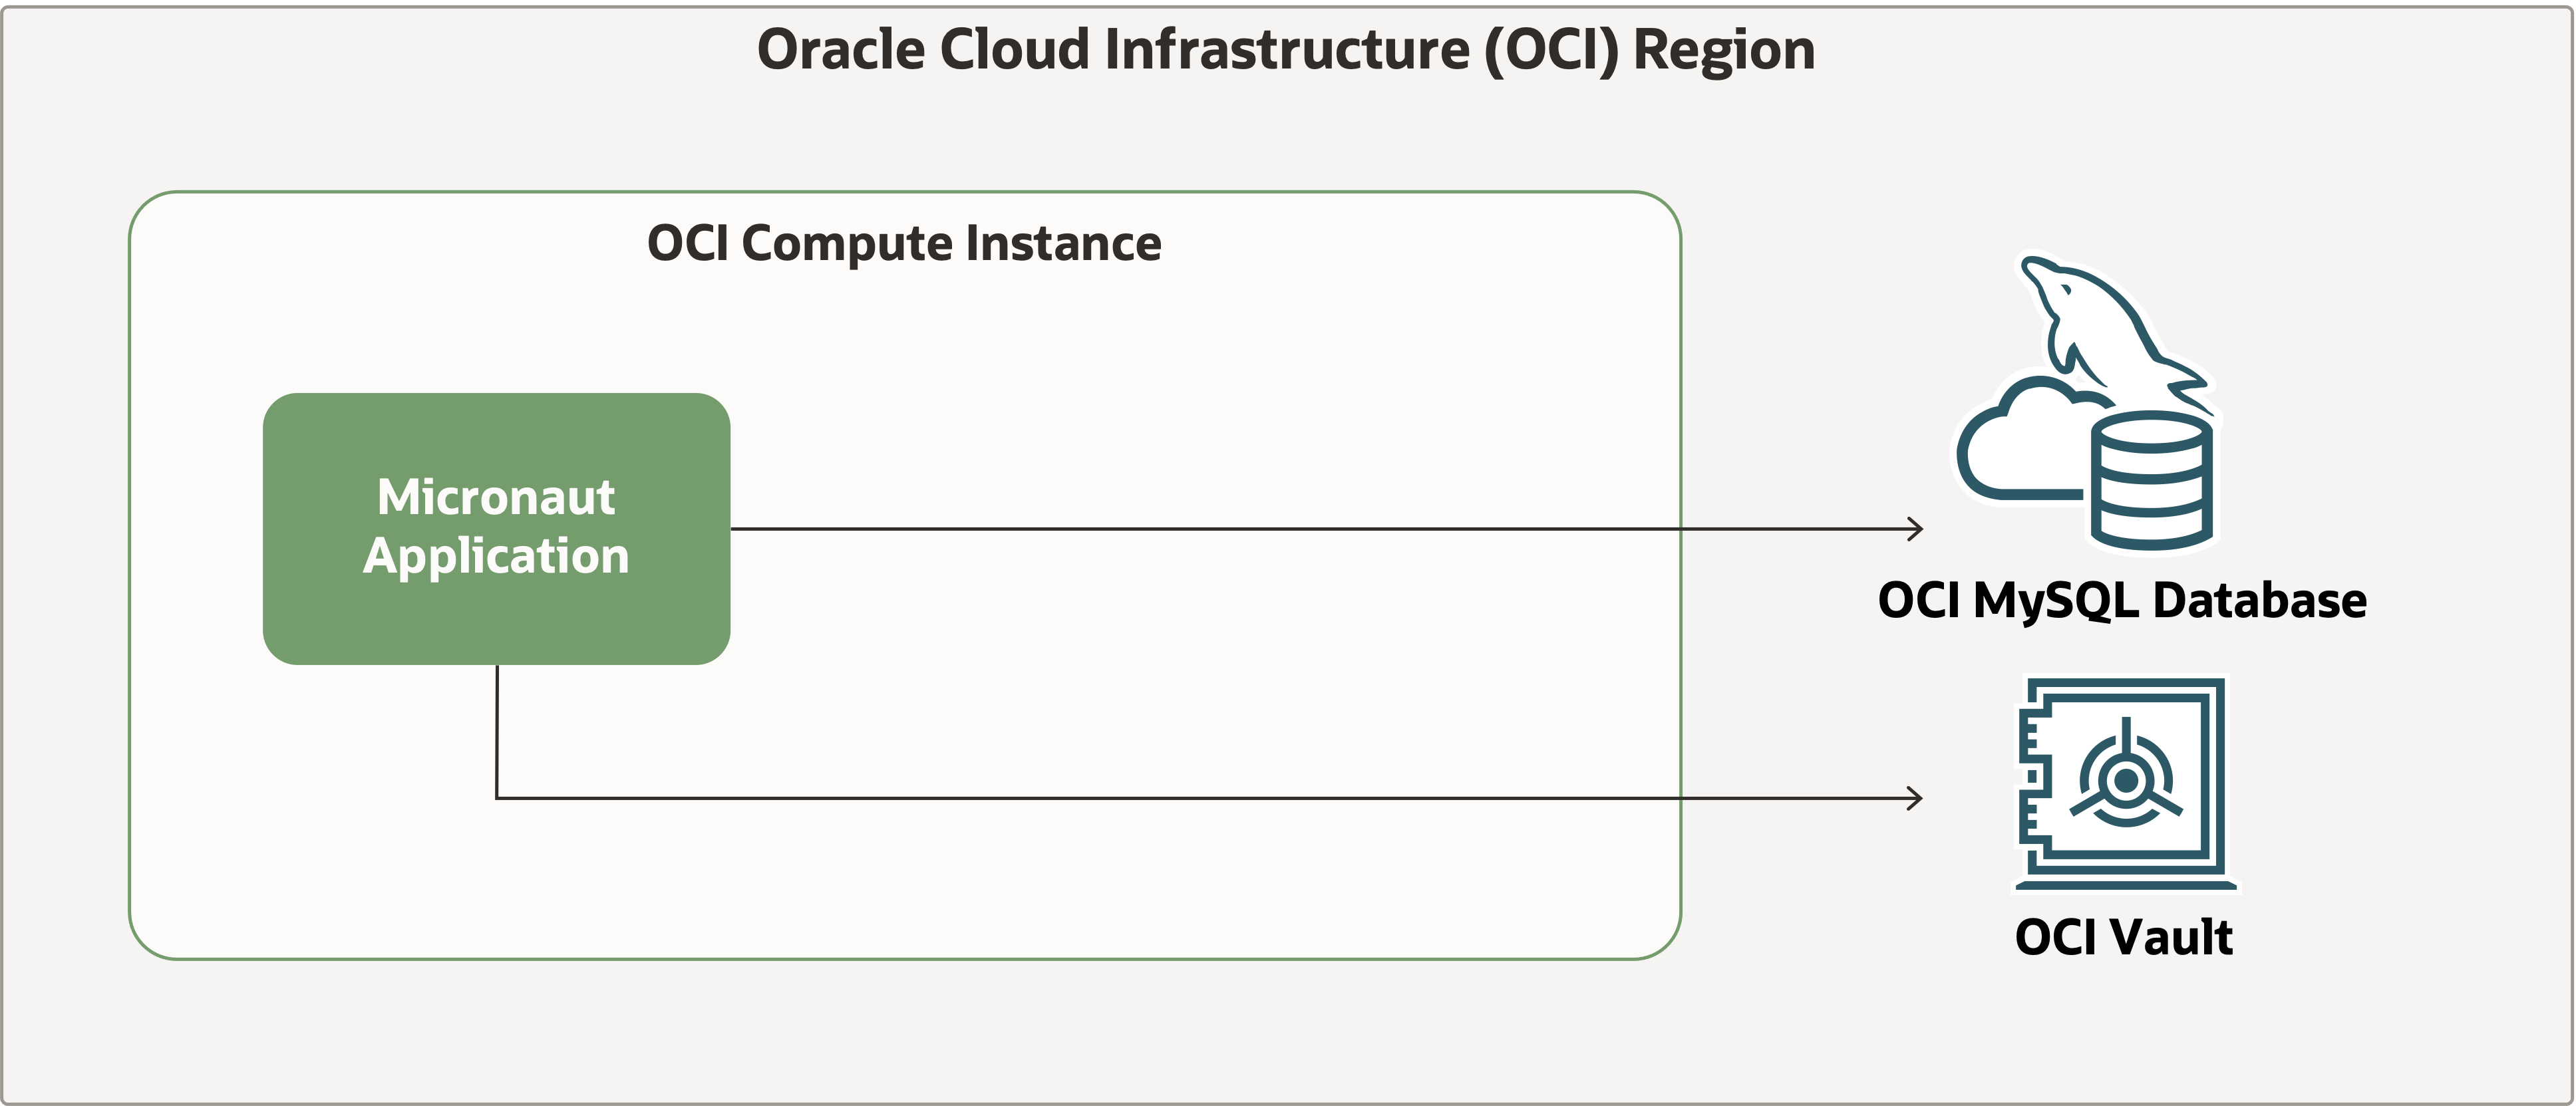 Oracle Cloud Infrastructure (OCI) Region
OCI Compute Instance
Micronaut
Application
OCI MySQL Database
OCI Vault